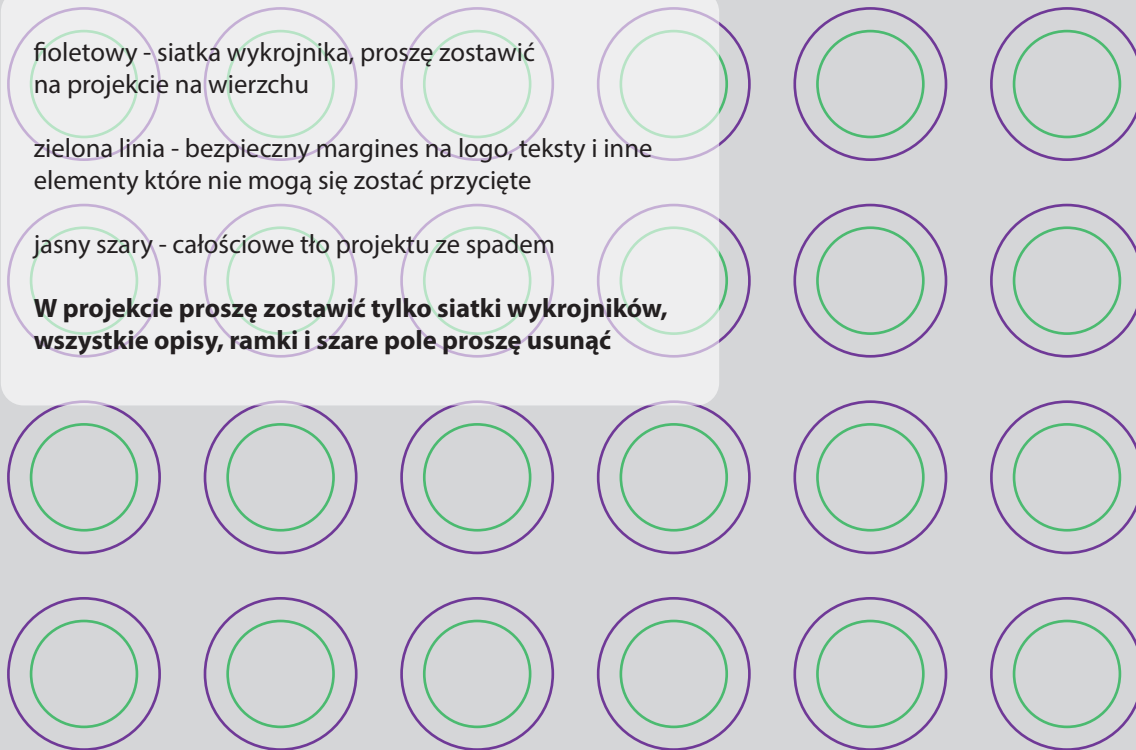 fioletowy - siatka wykrojnika, proszę zostawić
na projekcie na wierzchu
zielona linia - bezpieczny margines na logo, teksty i inne
elementy które nie mogą się zostać przycięte
jasny szary - całościowe tło projektu ze spadem
W projekcie proszę zostawić tylko siatki wykrojników,
wszystkie opisy, ramki i szare pole proszę usunąć